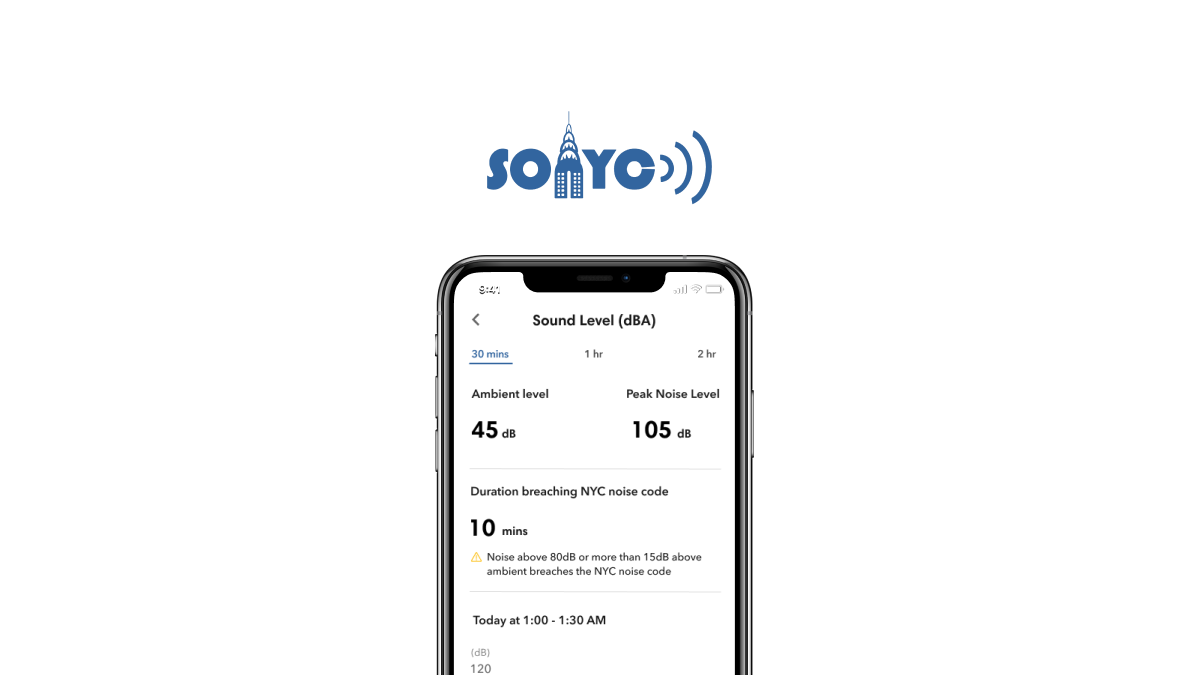 SONYC
9:41
Sound Level (dBA)
30 mins 1 hr 2 hr
Ambient level Peak Noise Level
45 dB 105 dB
Duration breaching NYC noise code
10 mins
Noise above 80dB or more than 15dB above
ambient breaches the NYC noise code
Today at 1:00 - 1:30 AM
(dB)
120